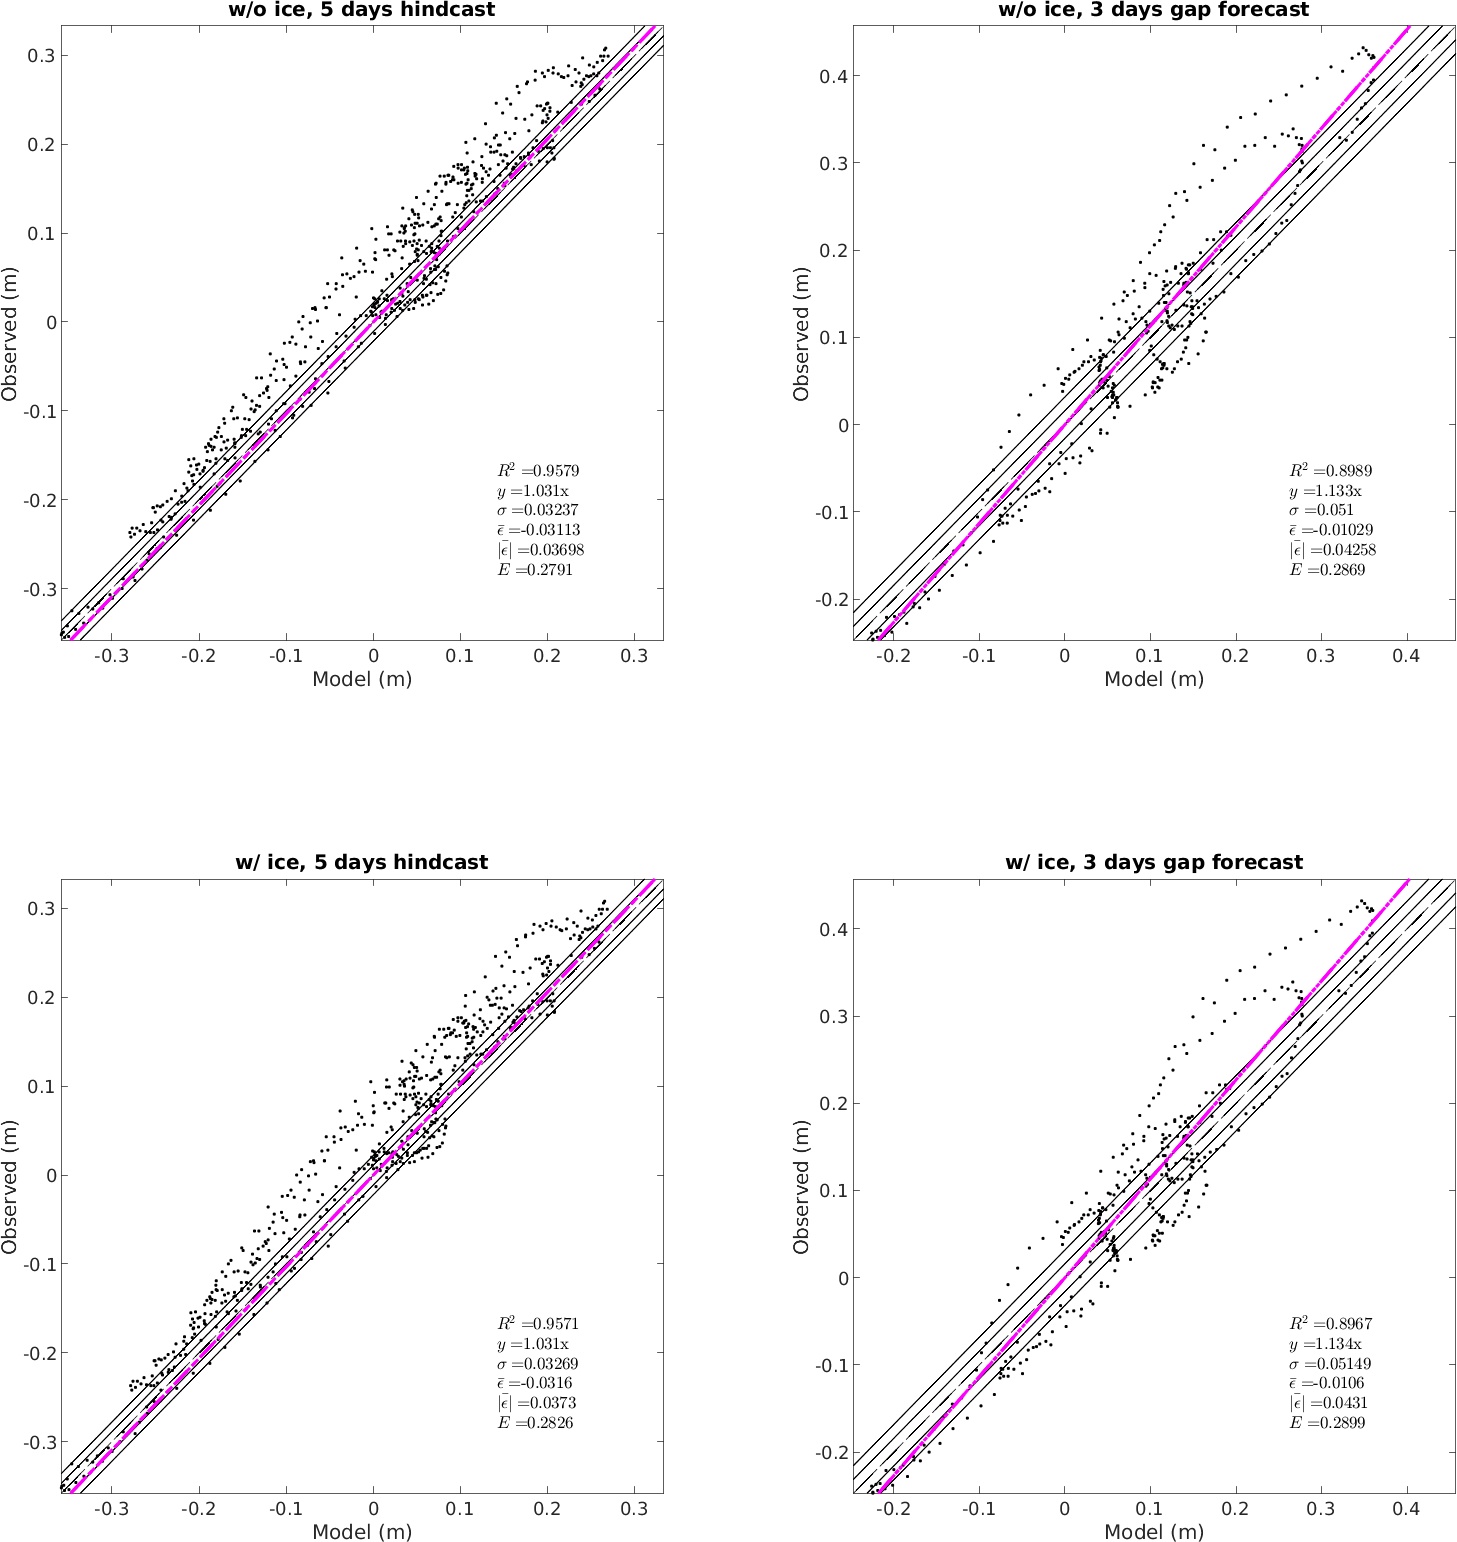 w/o ice, 5 days hindcast
0.3
0.2
0.1
0
-0.1
-0.2
-0.3
Observed (m)
R² =0.9579
y =1.031x
σ =0.03237
ε̄ =-0.03113
|ε̄| =0.03698
E =0.2791
-0.3 -0.2 -0.1 0 0.1 0.2 0.3
Model (m)
w/o ice, 3 days gap forecast
0.4
0.3
0.2
0.1
0
-0.1
-0.2
Observed (m)
R² =0.8989
y =1.133x
σ =0.051
ε̄ =-0.01029
|ε̄| =0.04258
E =0.2869
-0.2 -0.1 0 0.1 0.2 0.3 0.4
Model (m)
w/ ice, 5 days hindcast
0.3
0.2
0.1
0
-0.1
-0.2
-0.3
Observed (m)
R² =0.9571
y =1.031x
σ =0.03269
ε̄ =-0.0316
|ε̄| =0.0373
E =0.2826
-0.3 -0.2 -0.1 0 0.1 0.2 0.3
Model (m)
w/ ice, 3 days gap forecast
0.4
0.3
0.2
0.1
0
-0.1
-0.2
Observed (m)
R² =0.8967
y =1.134x
σ =0.05149
ε̄ =-0.0106
|ε̄| =0.0431
E =0.2899
-0.2 -0.1 0 0.1 0.2 0.3 0.4
Model (m)